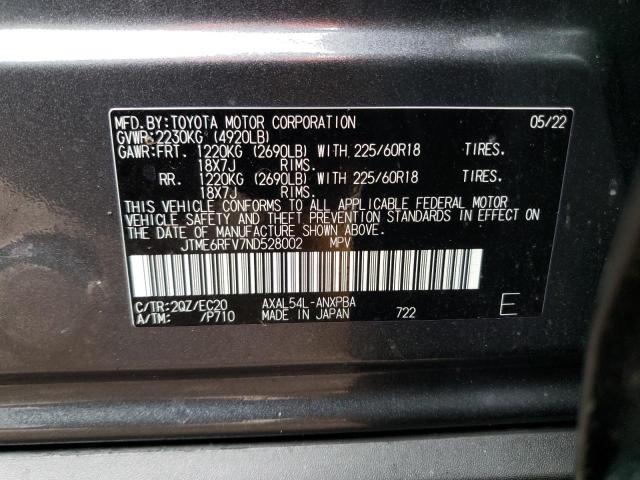 MFD.BY:TOYOTA MOTOR CORPORATION 05/22
GVWR:2230KG (4920LB)
GAWR:FRT. 1220KG (2690LB) WITH 225/60R18 TIRES.
18X7J RIMS.
RR. 1220KG (2690LB) WITH 225/60R18 TIRES.
18X7J RIMS.
THIS VEHICLE CONFORMS TO ALL APPLICABLE FEDERAL MOTOR
VEHICLE SAFETY AND THEFT PREVENTION STANDARDS IN EFFECT ON
THE DATE OF MANUFACTURE SHOWN ABOVE.
JTME6RFV7ND528002 MPV
C/TR:2QZ/EC20 AXAL54L-ANXPBA
A/TM: /P710 MADE IN JAPAN 722 E